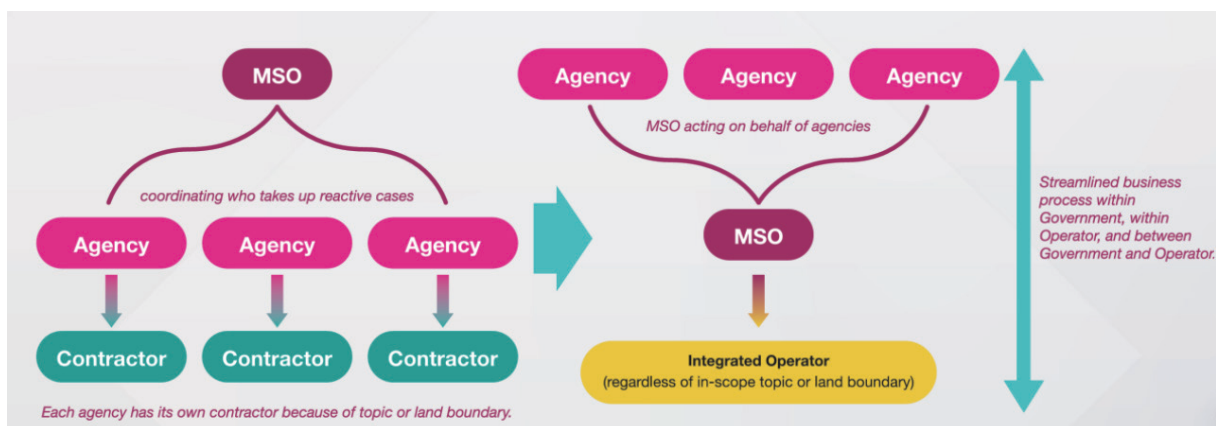 MSO
coordinating who takes up reactive cases
Agency
Agency
Agency
Contractor
Contractor
Contractor
Each agency has its own contractor because of topic or land boundary.
Agency
Agency
Agency
MSO acting on behalf of agencies
MSO
Integrated Operator
(regardless of in-scope topic or land boundary)
Streamlined business
process within
Government, within
Operator, and between
Government and Operator.